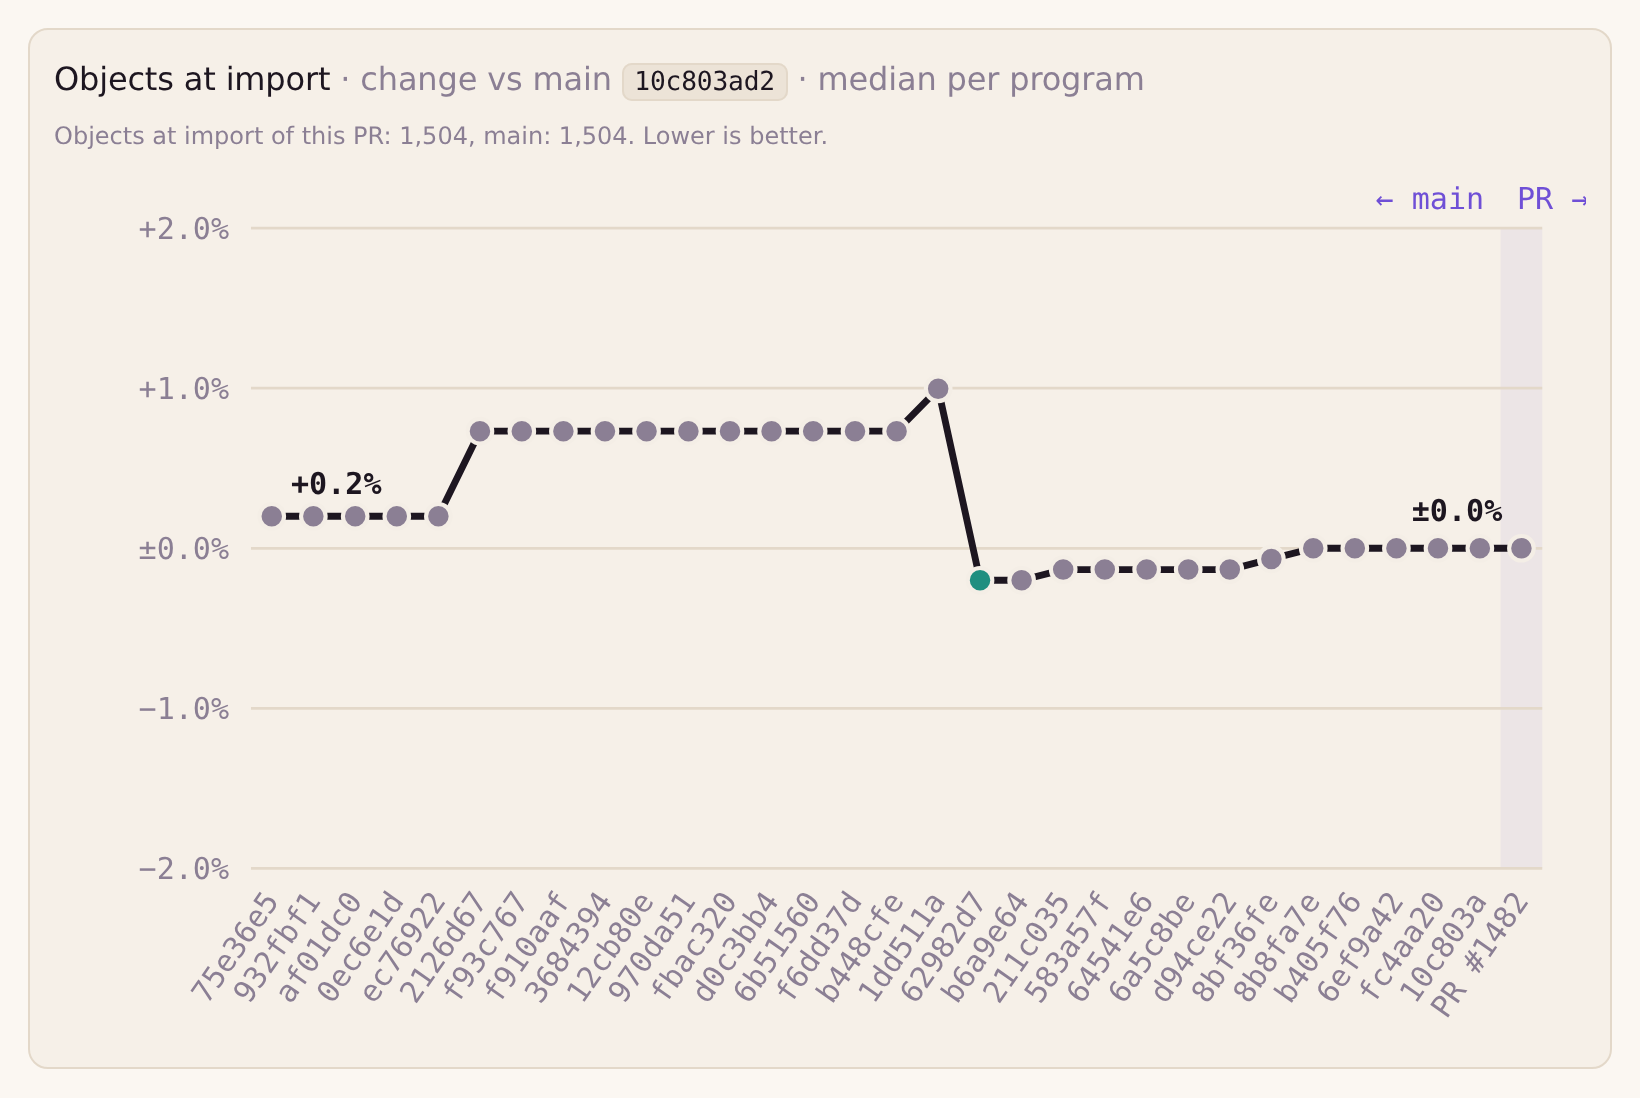 Objects at import · change vs main 10c803ad2 · median per program
Objects at import of this PR: 1,504, main: 1,504. Lower is better.
← main PR →
+2.0%
+1.0%
+0.2%
±0.0%
±0.0%
−1.0%
−2.0%
75e36e5
932fbf1
af01dc0
0ec6e1d
ec76922
2126d67
f93c767
f910aaf
3684394
12cb80e
970da51
fbac320
d0c3bb4
6b51560
f6dd37d
b448cfe
1dd511a
62982d7
b6a9e64
211c035
583a57f
64541e6
6a5c8be
d94ce22
8bf36fe
8b8fa7e
b405f76
6ef9a42
fc4aa20
10c803a
PR #1482